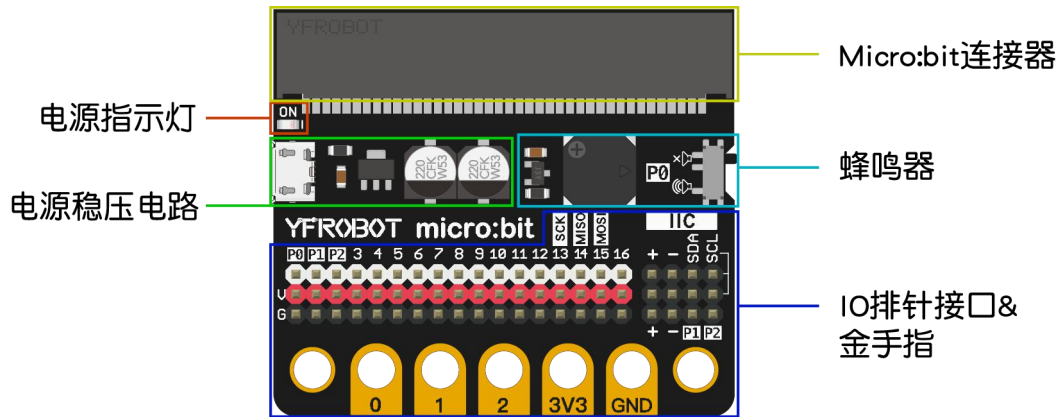 YFROBOT
Micro:bit连接器
电源指示灯
ON
220 CFK W53
220 CFK W53
P0
蜂鸣器
电源稳压电路
YFROBOT micro:bit
SCK MISO MOSI
IIC
P0 P1 P2 3 4 5 6 7 8 9 10 11 12 13 14 15 16
+ - SDA SCL
V
G
+ - P1 P2
IO排针接口&
金手指
0 1 2 3V3 GND